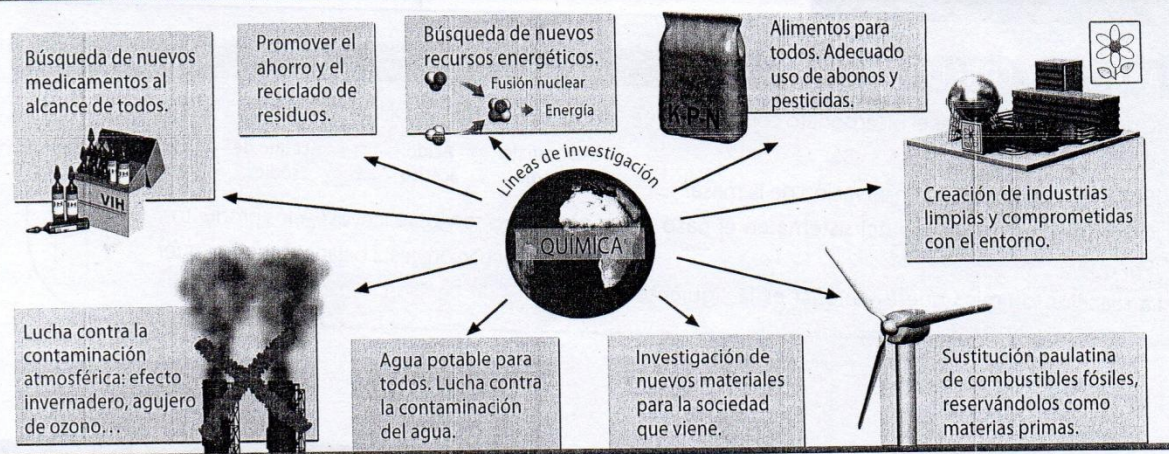 Búsqueda de nuevos
medicamentos al
alcance de todos.
VIH
Promover el
ahorro y el
reciclado de
residuos.
Búsqueda de nuevos
recursos energéticos.
Fusión nuclear
Energía
K-P-N
Alimentos para
todos. Adecuado
uso de abonos y
pesticidas.
Creación de industrias
limpias y comprometidas
con el entorno.
Líneas de investigación
QUÍMICA
Lucha contra la
contaminación
atmosférica: efecto
invernadero, agujero
de ozono…
Agua potable para
todos. Lucha contra
la contaminación
del agua.
Investigación de
nuevos materiales
para la sociedad
que viene.
Sustitución paulatina
de combustibles fósiles,
reservándolos como
materias primas.